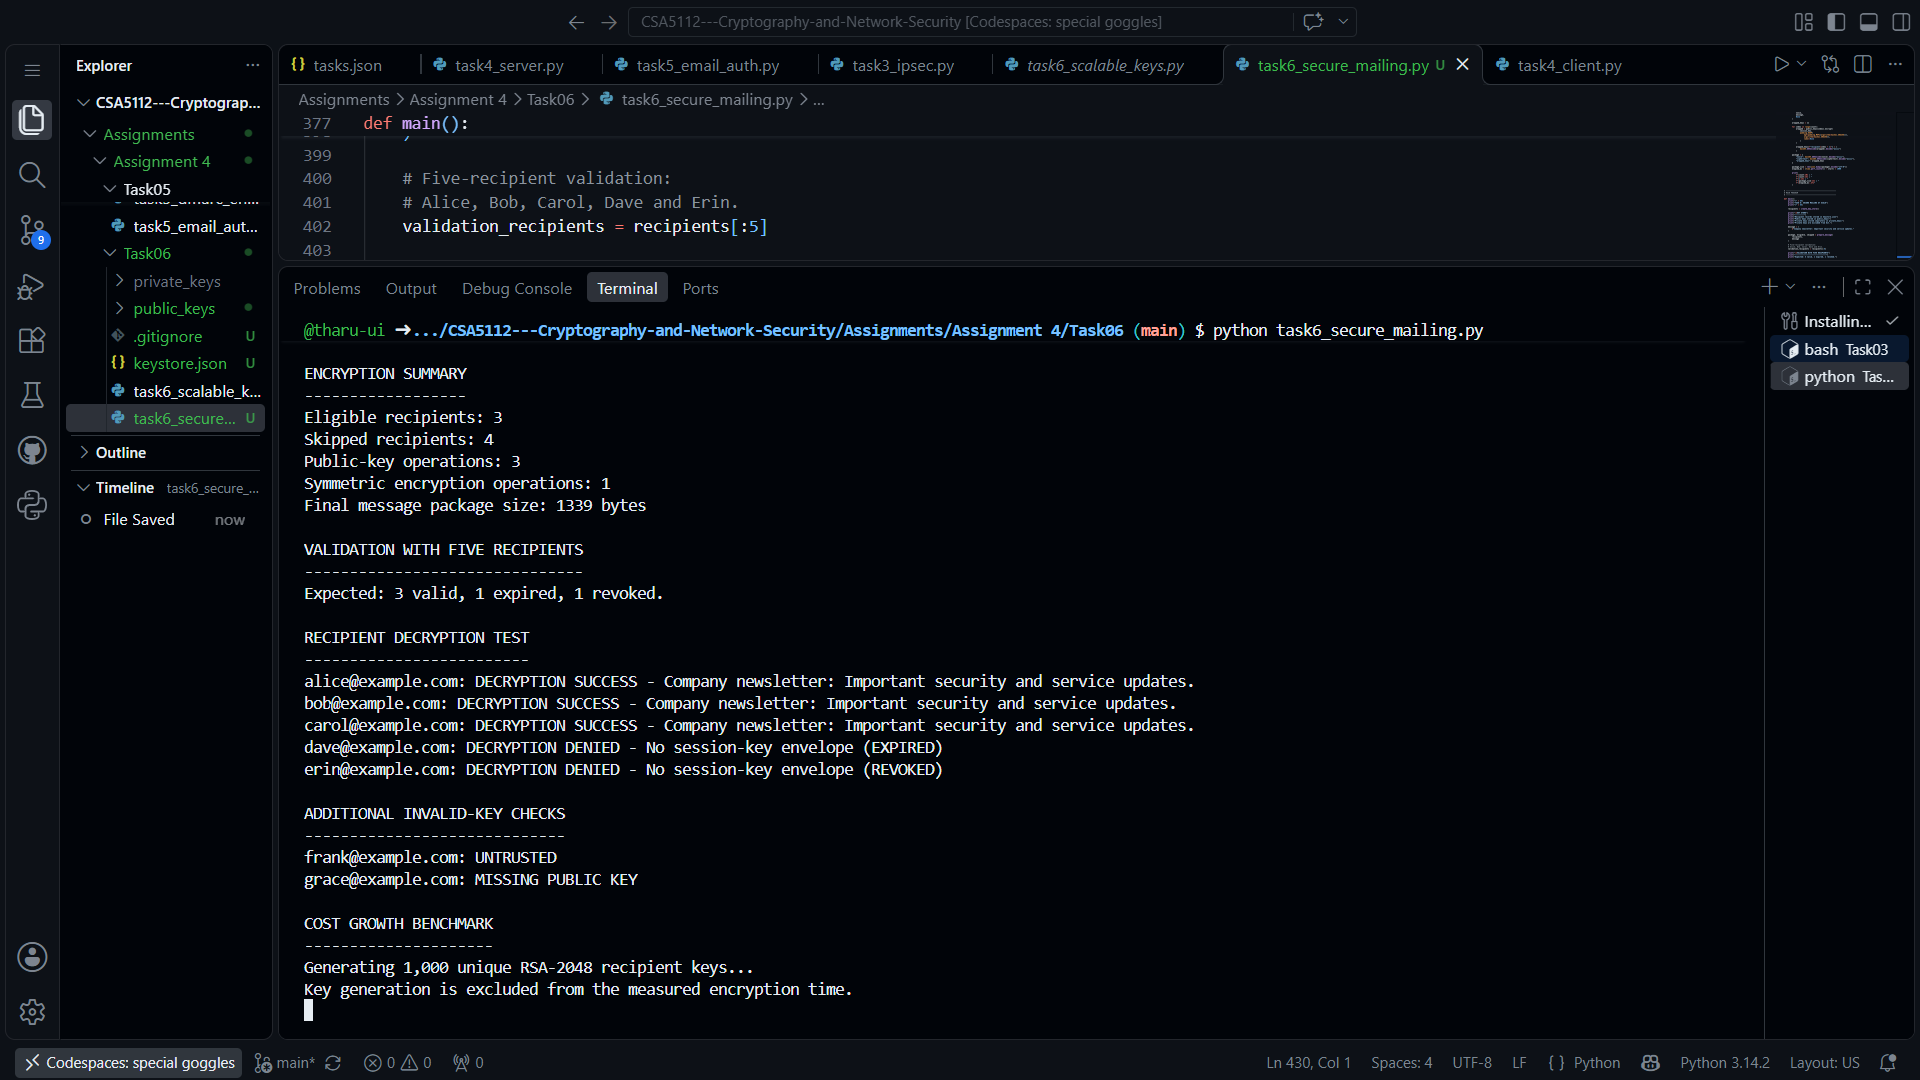 CSA5112---Cryptography-and-Network-Security [Codespaces: special goggles]
Explorer
CSA5112---Cryptograp...
Assignments
Assignment 4
Task05
task5_email_aut...
Task06
private_keys
public_keys
.gitignore U
keystore.json U
task6_scalable_k...
task6_secure... U
Outline
Timeline task6_secure_...
File Saved now
9
tasks.json
task4_server.py
task5_email_auth.py
task3_ipsec.py
task6_scalable_keys.py
task6_secure_mailing.py U
task4_client.py
Assignments > Assignment 4 > Task06 > task6_secure_mailing.py > ...
377 def main():
399
400 # Five-recipient validation:
401 # Alice, Bob, Carol, Dave and Erin.
402 validation_recipients = recipients[:5]
403
Problems Output Debug Console Terminal Ports
@tharu-ui ➜.../CSA5112---Cryptography-and-Network-Security/Assignments/Assignment 4/Task06 (main) $ python task6_secure_mailing.py
ENCRYPTION SUMMARY
------------------
Eligible recipients: 3
Skipped recipients: 4
Public-key operations: 3
Symmetric encryption operations: 1
Final message package size: 1339 bytes
VALIDATION WITH FIVE RECIPIENTS
-------------------------------
Expected: 3 valid, 1 expired, 1 revoked.
RECIPIENT DECRYPTION TEST
-------------------------
alice@example.com: DECRYPTION SUCCESS - Company newsletter: Important security and service updates.
bob@example.com: DECRYPTION SUCCESS - Company newsletter: Important security and service updates.
carol@example.com: DECRYPTION SUCCESS - Company newsletter: Important security and service updates.
dave@example.com: DECRYPTION DENIED - No session-key envelope (EXPIRED)
erin@example.com: DECRYPTION DENIED - No session-key envelope (REVOKED)
ADDITIONAL INVALID-KEY CHECKS
-----------------------------
frank@example.com: UNTRUSTED
grace@example.com: MISSING PUBLIC KEY
COST GROWTH BENCHMARK
---------------------
Generating 1,000 unique RSA-2048 recipient keys...
Key generation is excluded from the measured encryption time.
Installin...
bash Task03
python Tas...
Codespaces: special goggles main* 0 0 0
Ln 430, Col 1 Spaces: 4 UTF-8 LF {} Python Python 3.14.2 Layout: US